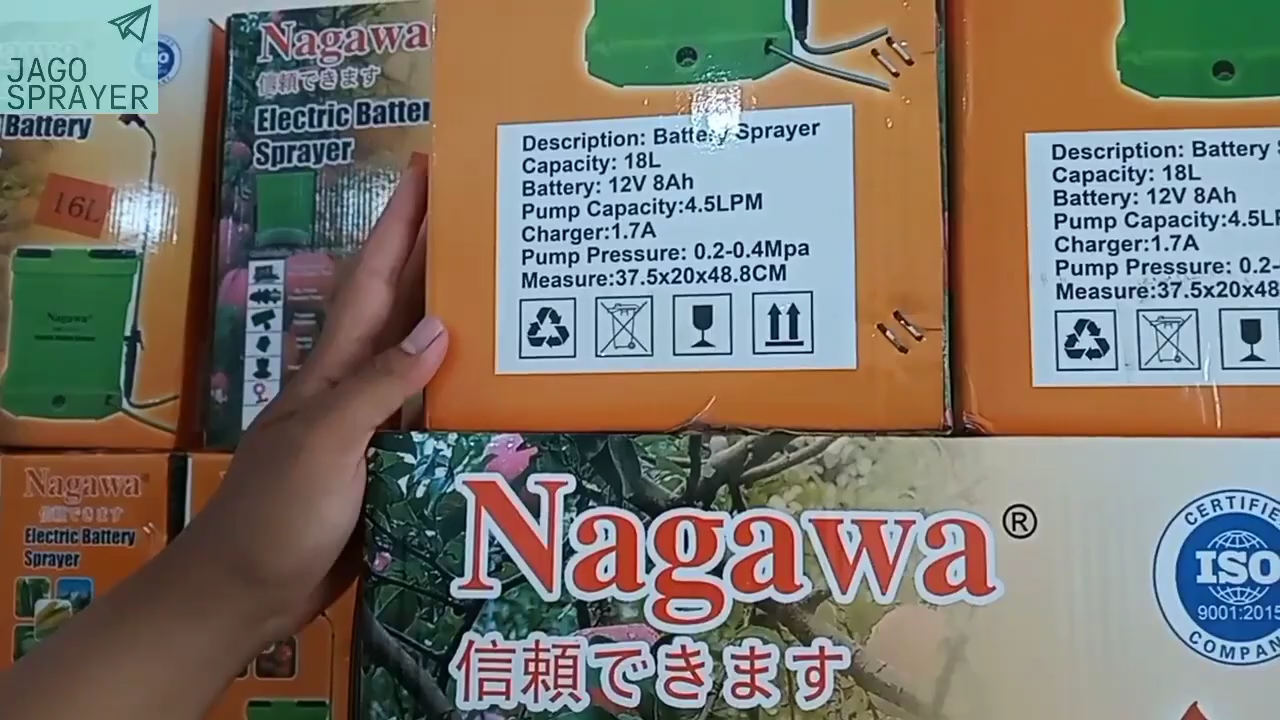 JAGO
SPRAYER
Battery
16L
Nagawa
Nagawa
信頼できます
Electric
Sprayer
Description: Battery Sprayer
Capacity: 18L
Battery: 12V 8Ah
Pump Capacity:4.5LPM
Charger:1.7A
Pump Pressure: 0.2-0.4Mpa
Measure:37.5x20x48.8CM
Description: Battery
Capacity: 18L
Battery: 12V 8Ah
Pump Capacity:4.5L
Charger:1.7A
Pump Pressure: 0.2-
Measure:37.5x20x48
Nagawa®
信頼できます
Electric Battery
Sprayer
Nagawa®
信頼できます
ISO
9001:2015